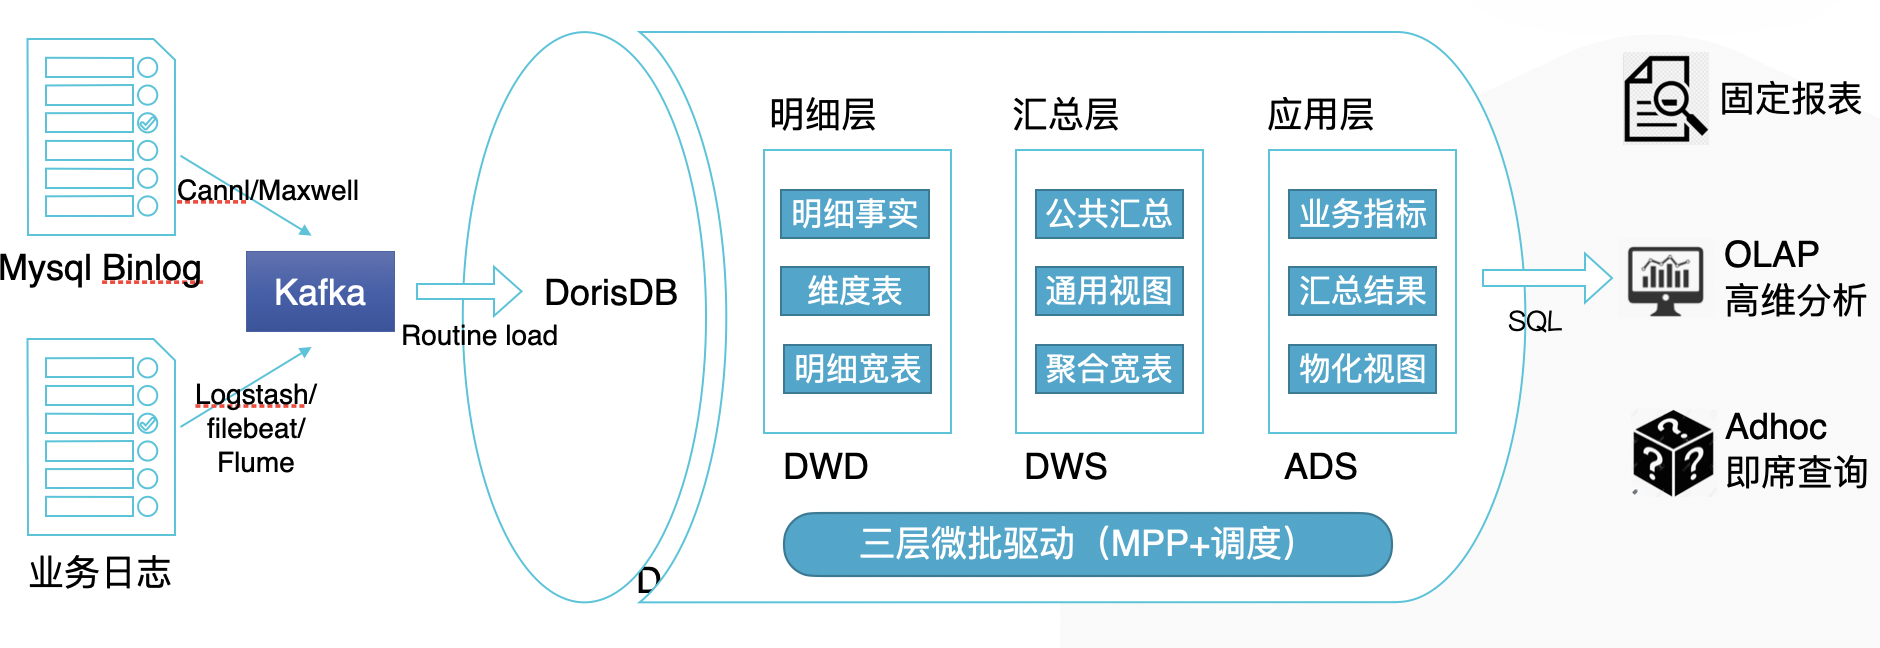 Cannl/Maxwell
Mysql Binlog
Kafka
Routine load
Logstash/
filebeat/
Flume
业务日志
DorisDB
D
明细层
明细事实
维度表
明细宽表
DWD
汇总层
公共汇总
通用视图
聚合宽表
DWS
应用层
业务指标
汇总结果
物化视图
ADS
三层微批驱动（MPP+调度）
SQL
固定报表
OLAP
高维分析
Adhoc
即席查询